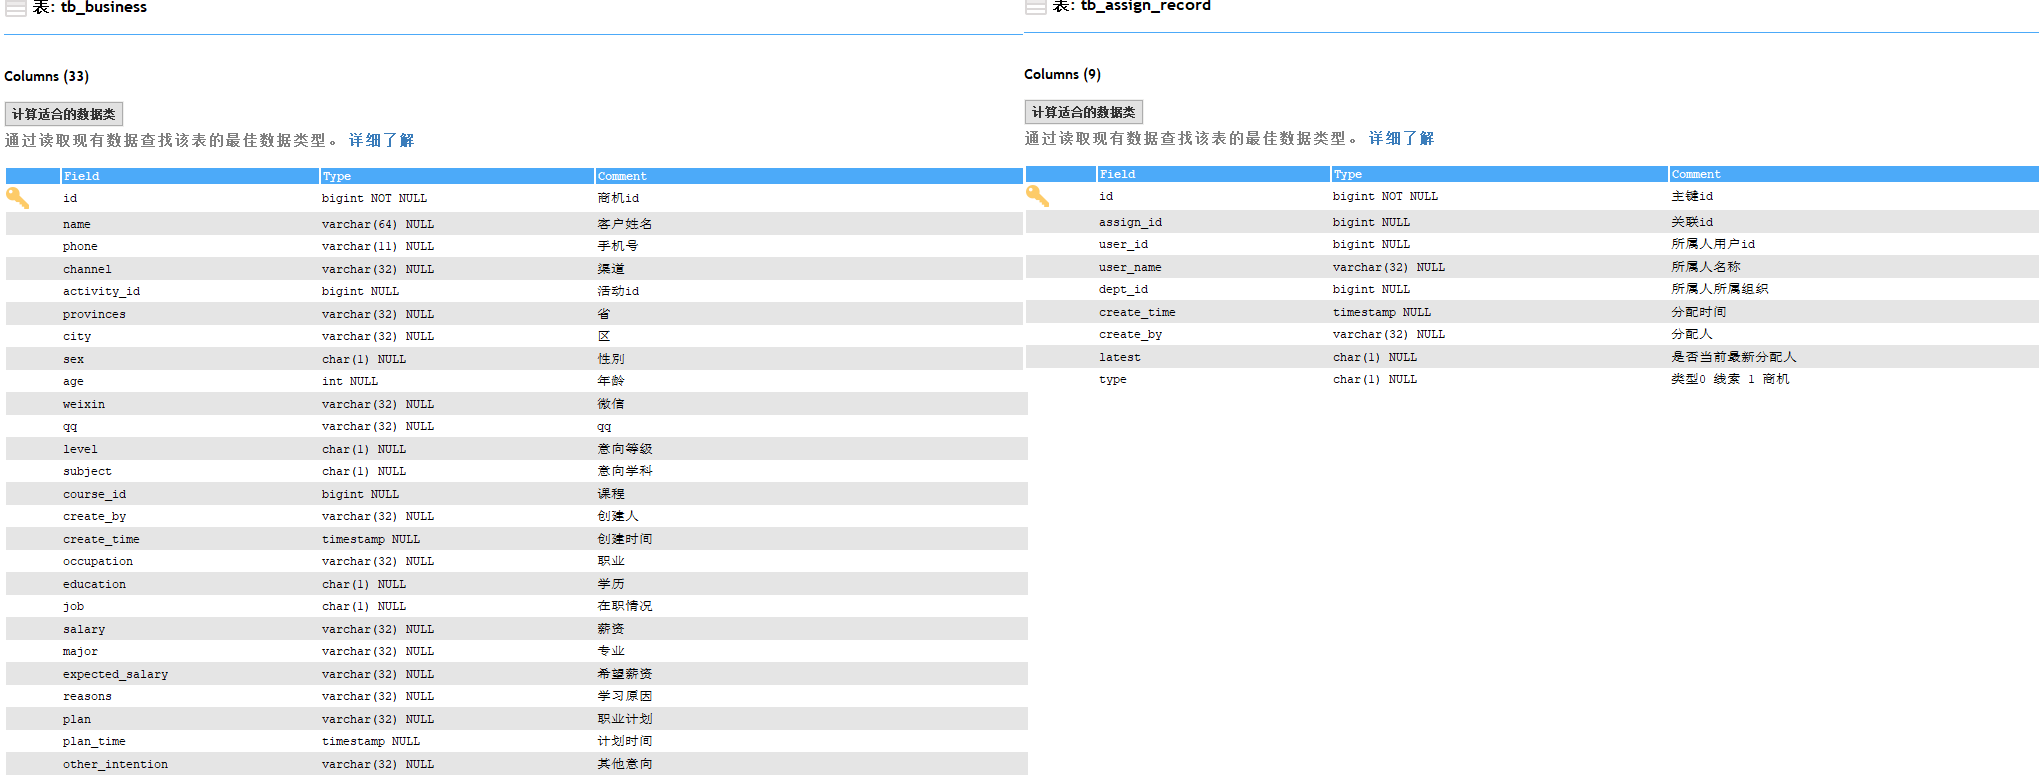 表: tb_business
Columns (33)
计算适合的数据类
通过读取现有数据查找该表的最佳数据类型。 详细了解
Field Type Comment
id bigint NOT NULL 商机id
name varchar(64) NULL 客户姓名
phone varchar(11) NULL 手机号
channel varchar(32) NULL 渠道
activity_id bigint NULL 活动id
provinces varchar(32) NULL 省
city varchar(32) NULL 区
sex char(1) NULL 性别
age int NULL 年龄
weixin varchar(32) NULL 微信
qq varchar(32) NULL qq
level char(1) NULL 意向等级
subject char(1) NULL 意向学科
course_id bigint NULL 课程
create_by varchar(32) NULL 创建人
create_time timestamp NULL 创建时间
occupation varchar(32) NULL 职业
education char(1) NULL 学历
job char(1) NULL 在职情况
salary varchar(32) NULL 薪资
major varchar(32) NULL 专业
expected_salary varchar(32) NULL 希望薪资
reasons varchar(32) NULL 学习原因
plan varchar(32) NULL 职业计划
plan_time timestamp NULL 计划时间
other_intention varchar(32) NULL 其他意向
表: tb_assign_record
Columns (9)
计算适合的数据类
通过读取现有数据查找该表的最佳数据类型。 详细了解
Field Type Comment
id bigint NOT NULL 主键id
assign_id bigint NULL 关联id
user_id bigint NULL 所属人用户id
user_name varchar(32) NULL 所属人名称
dept_id bigint NULL 所属人所属组织
create_time timestamp NULL 分配时间
create_by varchar(32) NULL 分配人
latest char(1) NULL 是否当前最新分配人
type char(1) NULL 类型0 线索 1 商机